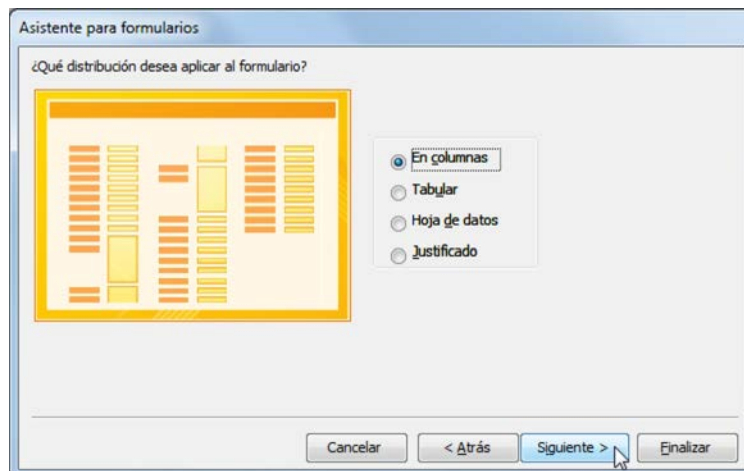 Asistente para formularios
¿Qué distribución desea aplicar al formulario?
En columnas
Tabular
Hoja de datos
Justificado
Cancelar
< Atrás
Siguiente >
Finalizar